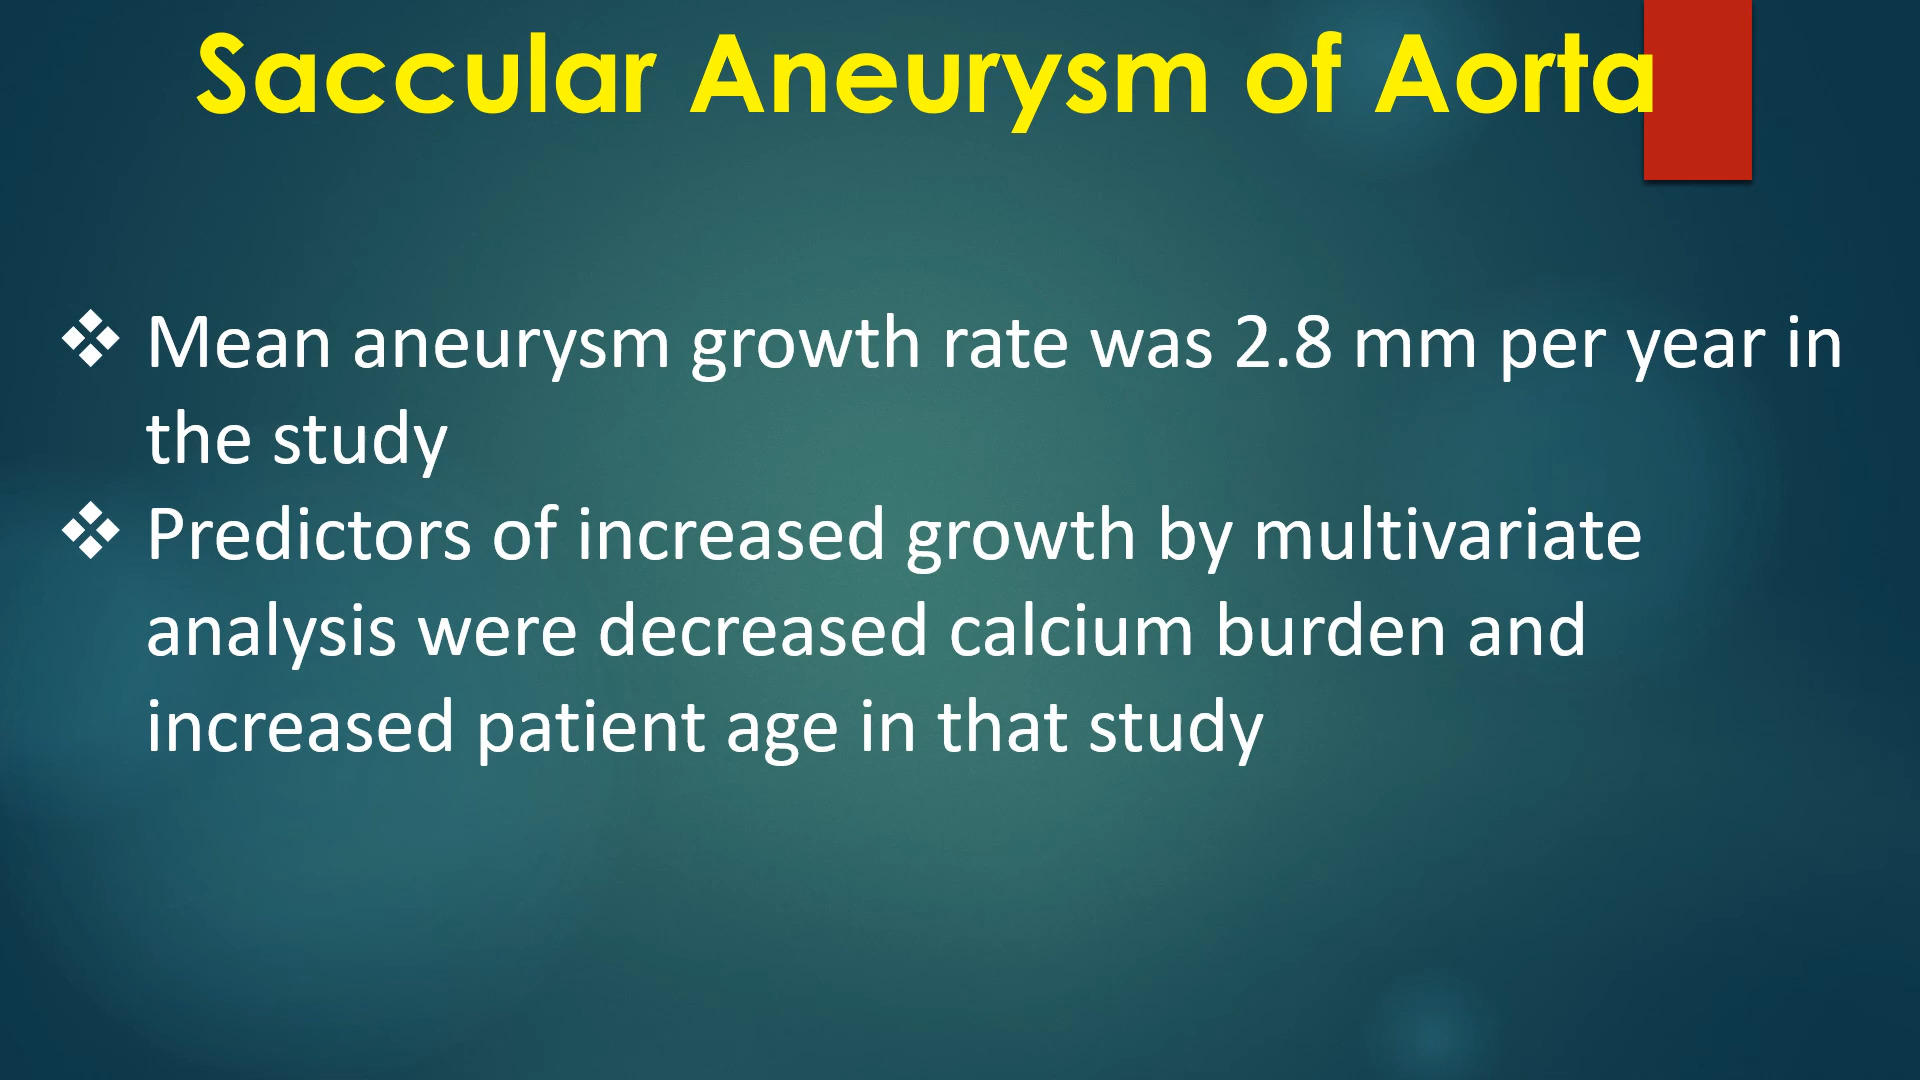 Saccular Aneurysm of Aorta
❖ Mean aneurysm growth rate was 2.8 mm per year in
the study
❖ Predictors of increased growth by multivariate
analysis were decreased calcium burden and
increased patient age in that study